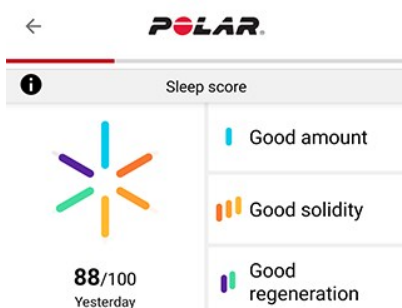 POLAR.
Sleep score
Good amount
Good solidity
88/100
Yesterday
Good
regeneration